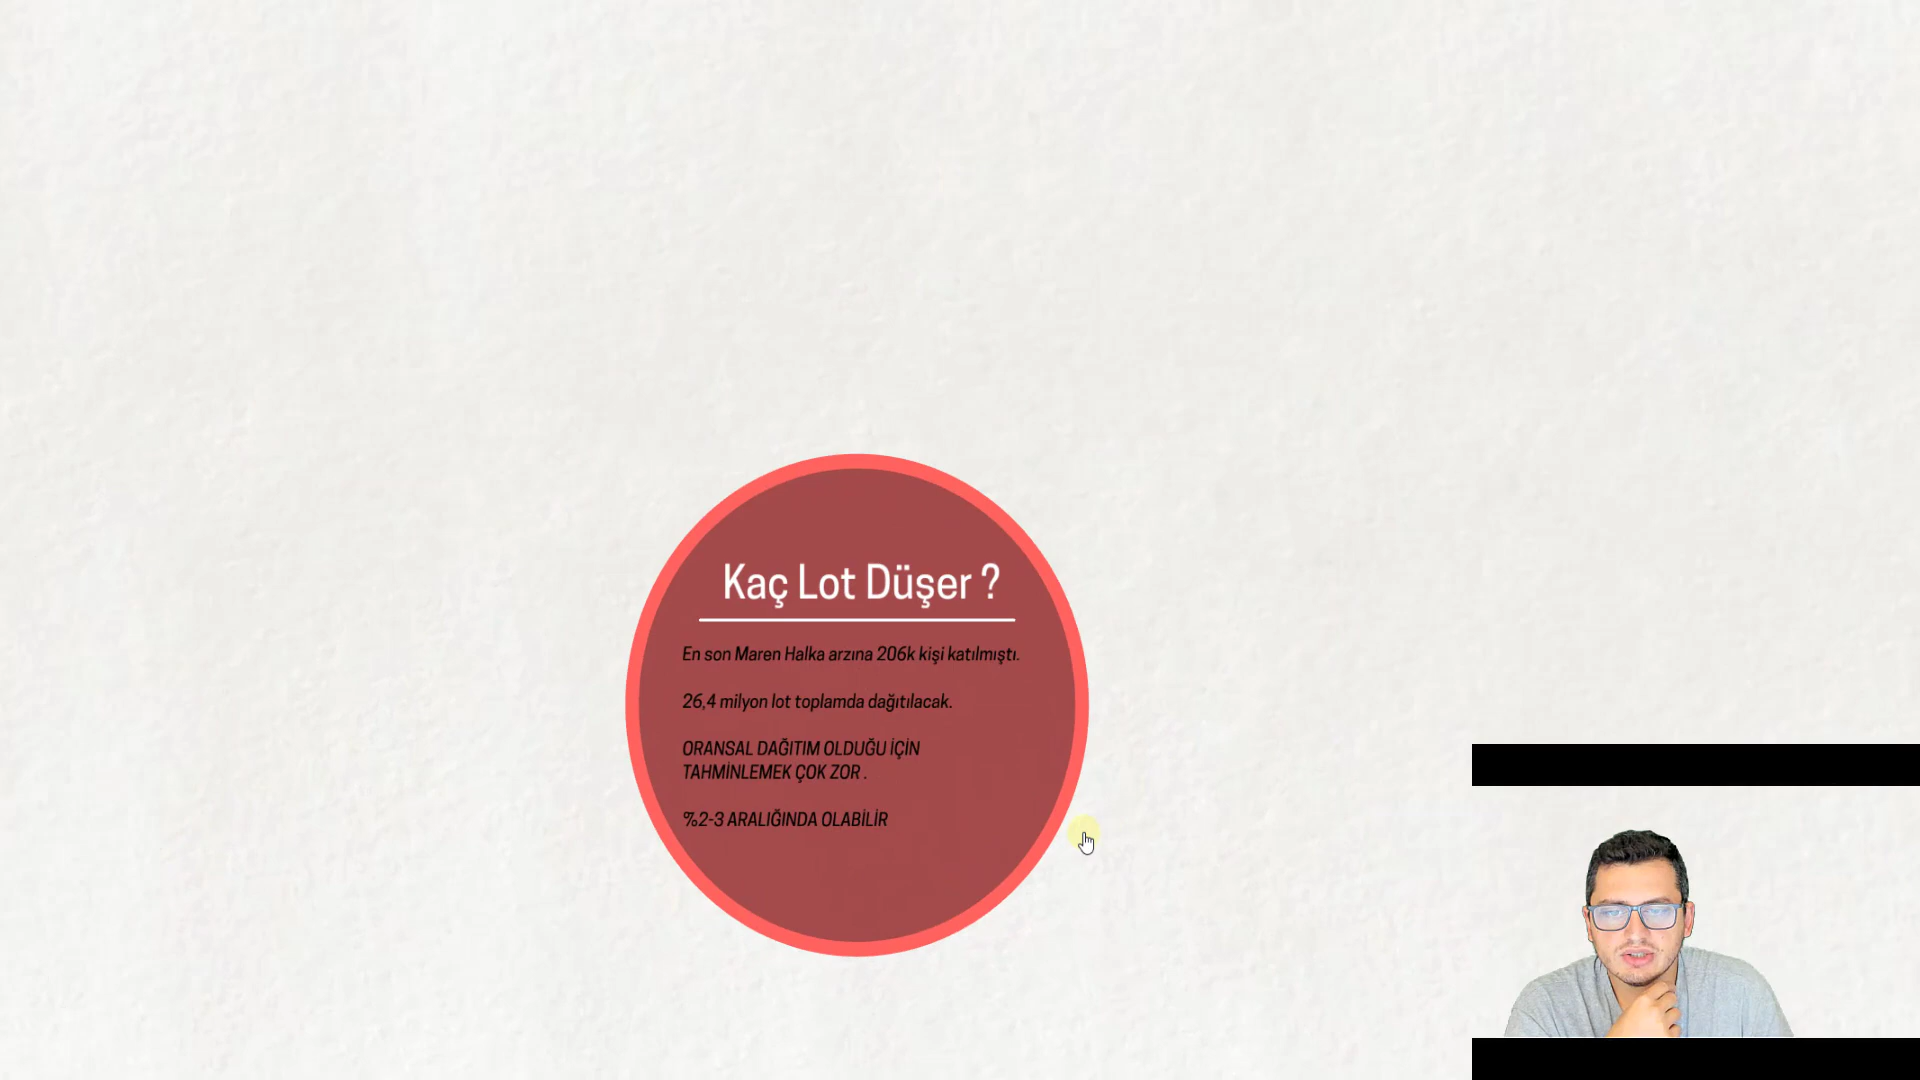 Kaç Lot Düşer ?
En son Maren Halka arzına 206k kişi katılmıştı.
26,4 milyon lot toplamda dağıtılacak.
ORANSAL DAĞITIM OLDUĞU İÇİN
TAHMİNLEMEK ÇOK ZOR .
%2-3 ARALIĞINDA OLABİLİR